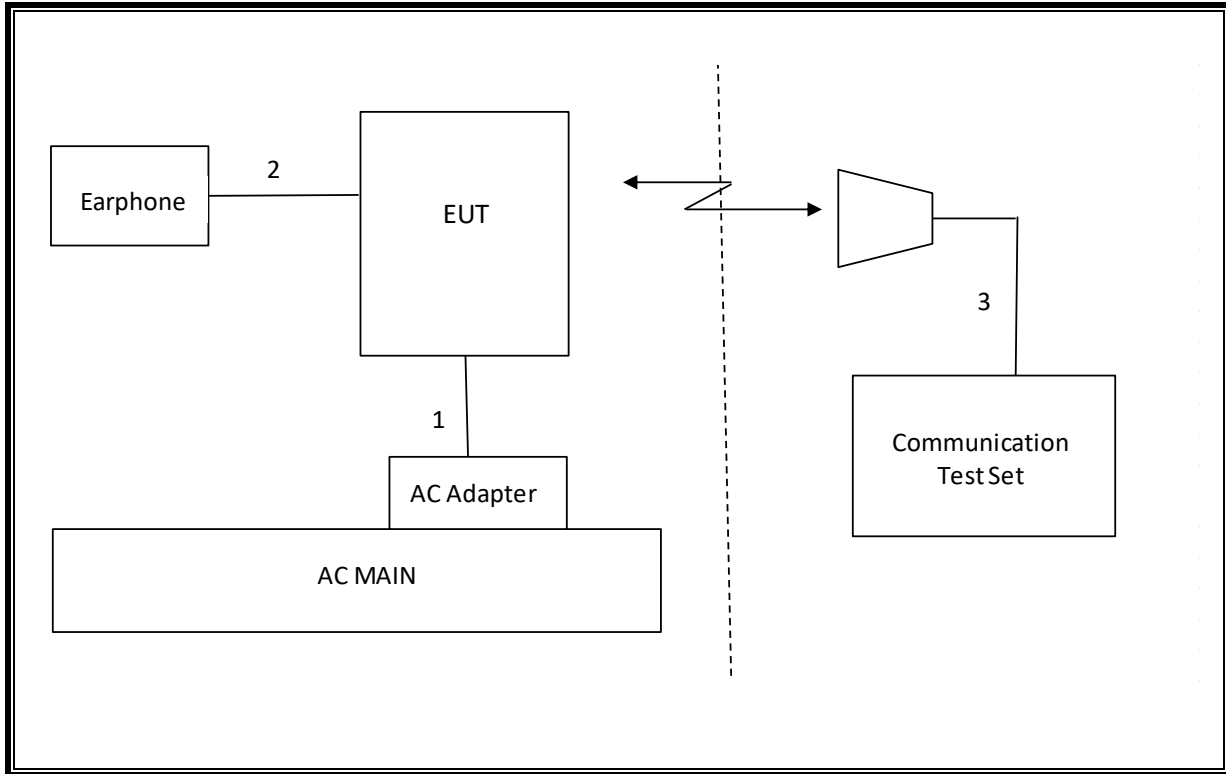 2
Earphone
EUT
3
1
Communication
Test Set
AC Adapter
AC MAIN